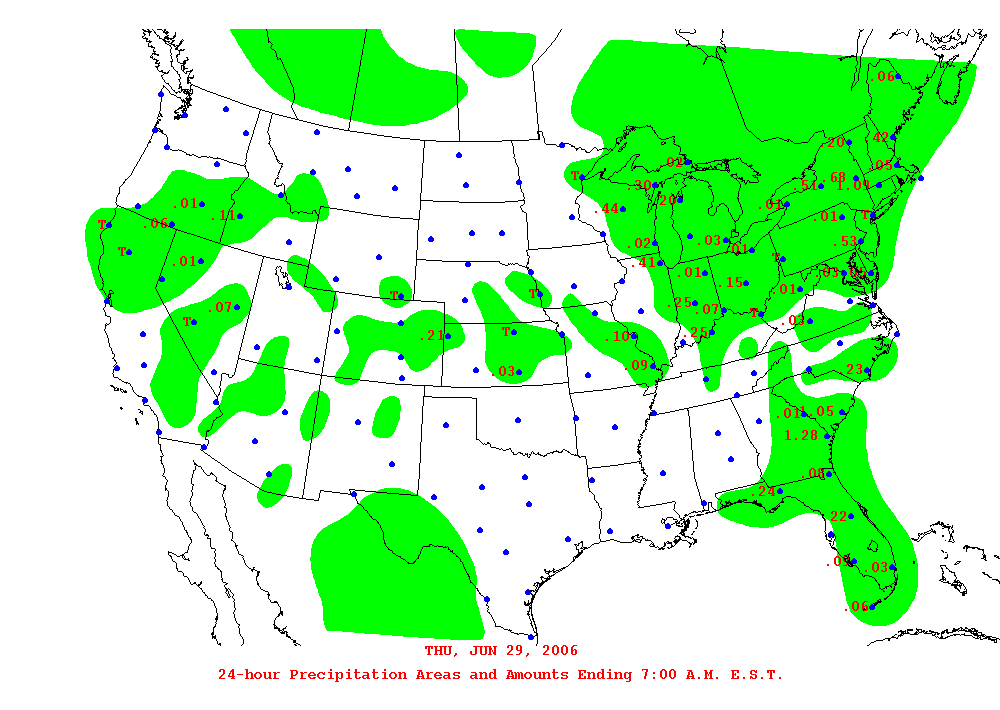 .06
.20 .42
.02 .05
T .30 .20 .51 .68 1.01
.01 .11 .44 .01 .01 T
T .06
T .02 .03 .01 .53
.01 .41 .01 T
T T .15 .01 .03
.07 .25 .07 T
T .21 T .10 .25 .03
.03 .09 .23
.01 1.05
1.28
.08
.24
.22
.03
.06
THU, JUN 29, 2006
24-hour Precipitation Areas and Amounts Ending 7:00 A.M. E.S.T.